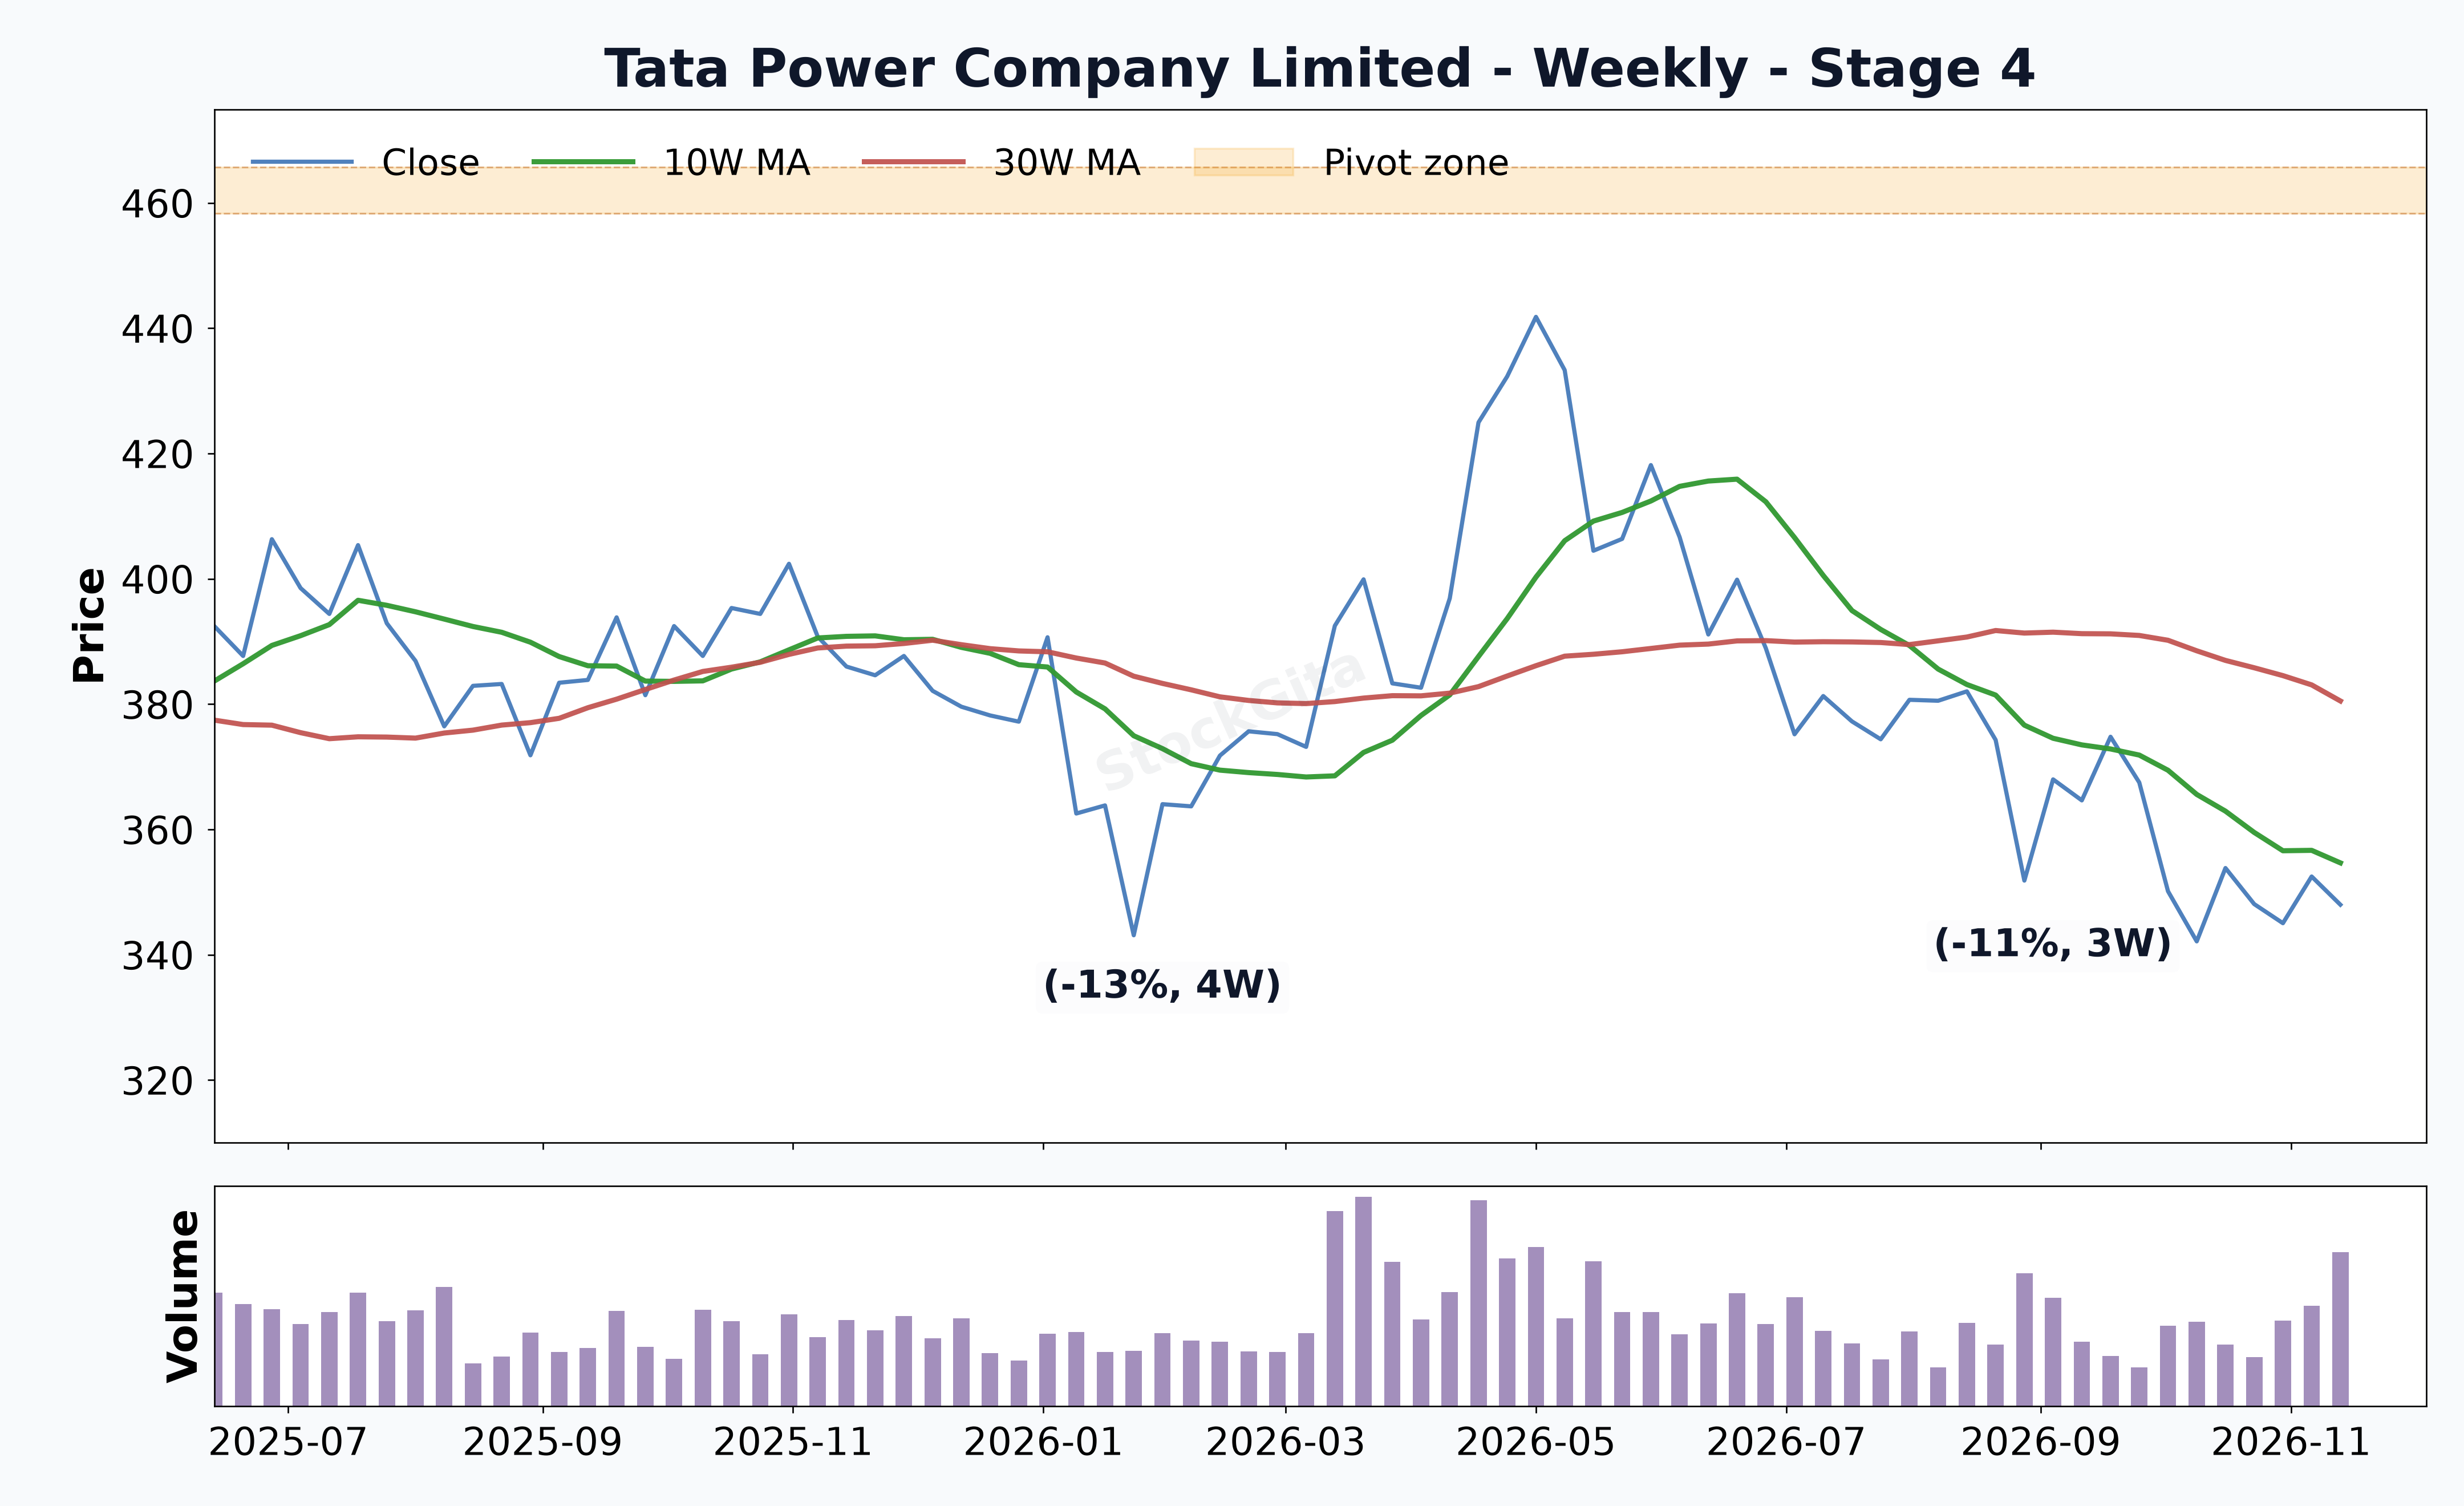 Tata Power Company Limited - Weekly - Stage 4
Close 10W MA 30W MA Pivot zone
460
440
420
400
380
360
340
320
Price
StockGita
(-13%, 4W)
(-11%, 3W)
Volume
2025-07 2025-09 2025-11 2026-01 2026-03 2026-05 2026-07 2026-09 2026-11